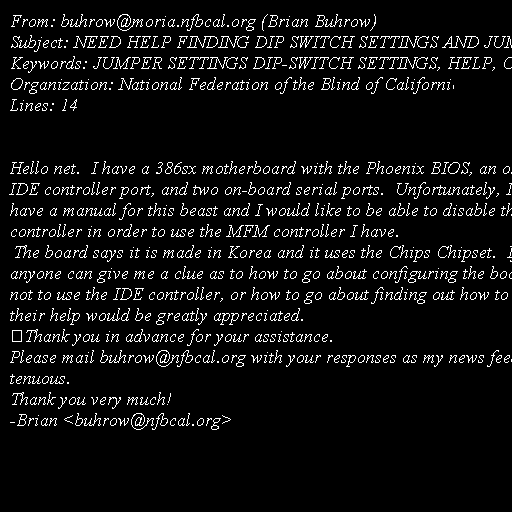 From: buhrow@moria.nfbcal.org (Brian Buhrow)
Subject: NEED HELP FINDING DIP SWITCH SETTINGS AND
Keywords: JUMPER SETTINGS DIP-SWITCH SETTINGS, HELP,
Organization: National Federation of the Blind of
Lines: 14
Hello net.  I have a 386sx motherboard with the Phoenix BIOS, an
IDE controller port, and two on-board serial ports.  Unfortunately,
have a manual for this beast and I would like to be able to disable
controller in order to use the MFM controller I have.
The board says it is made in Korea and it uses the Chips Chipset.
anyone can give me a clue as to how to go about configuring the
not to use the IDE controller, or how to go about finding out how to
their help would be greatly appreciated.
Thank you in advance for your assistance.
Please mail buhrow@nfbcal.org with your responses as my news
tenuous.
Thank you very much!
-Brian <buhrow@nfbcal.org>